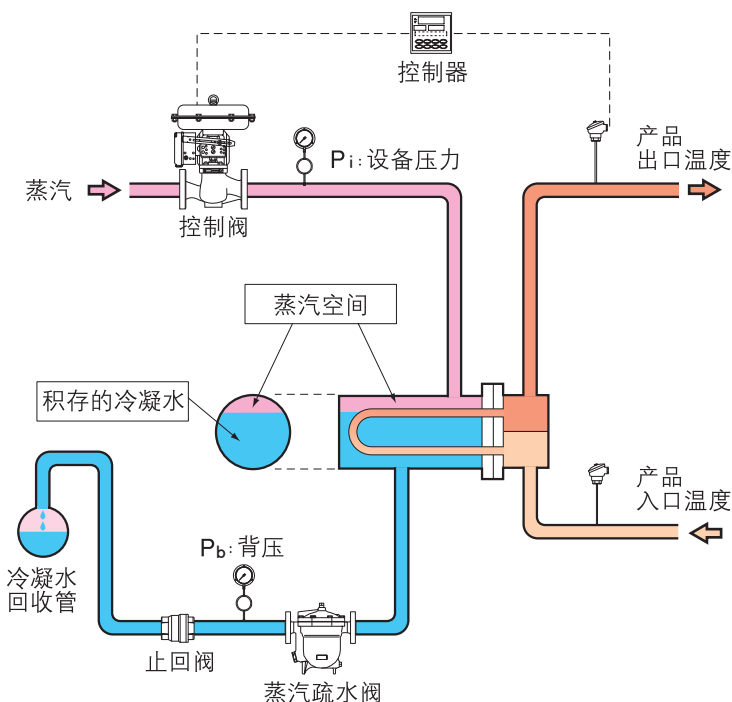 控制器
Pi:设备压力
产品
出口温度
蒸汽
控制阀
蒸汽空间
积存的冷凝水
产品
入口温度
Pb:背压
冷凝水
回收管
止回阀
蒸汽疏水阀